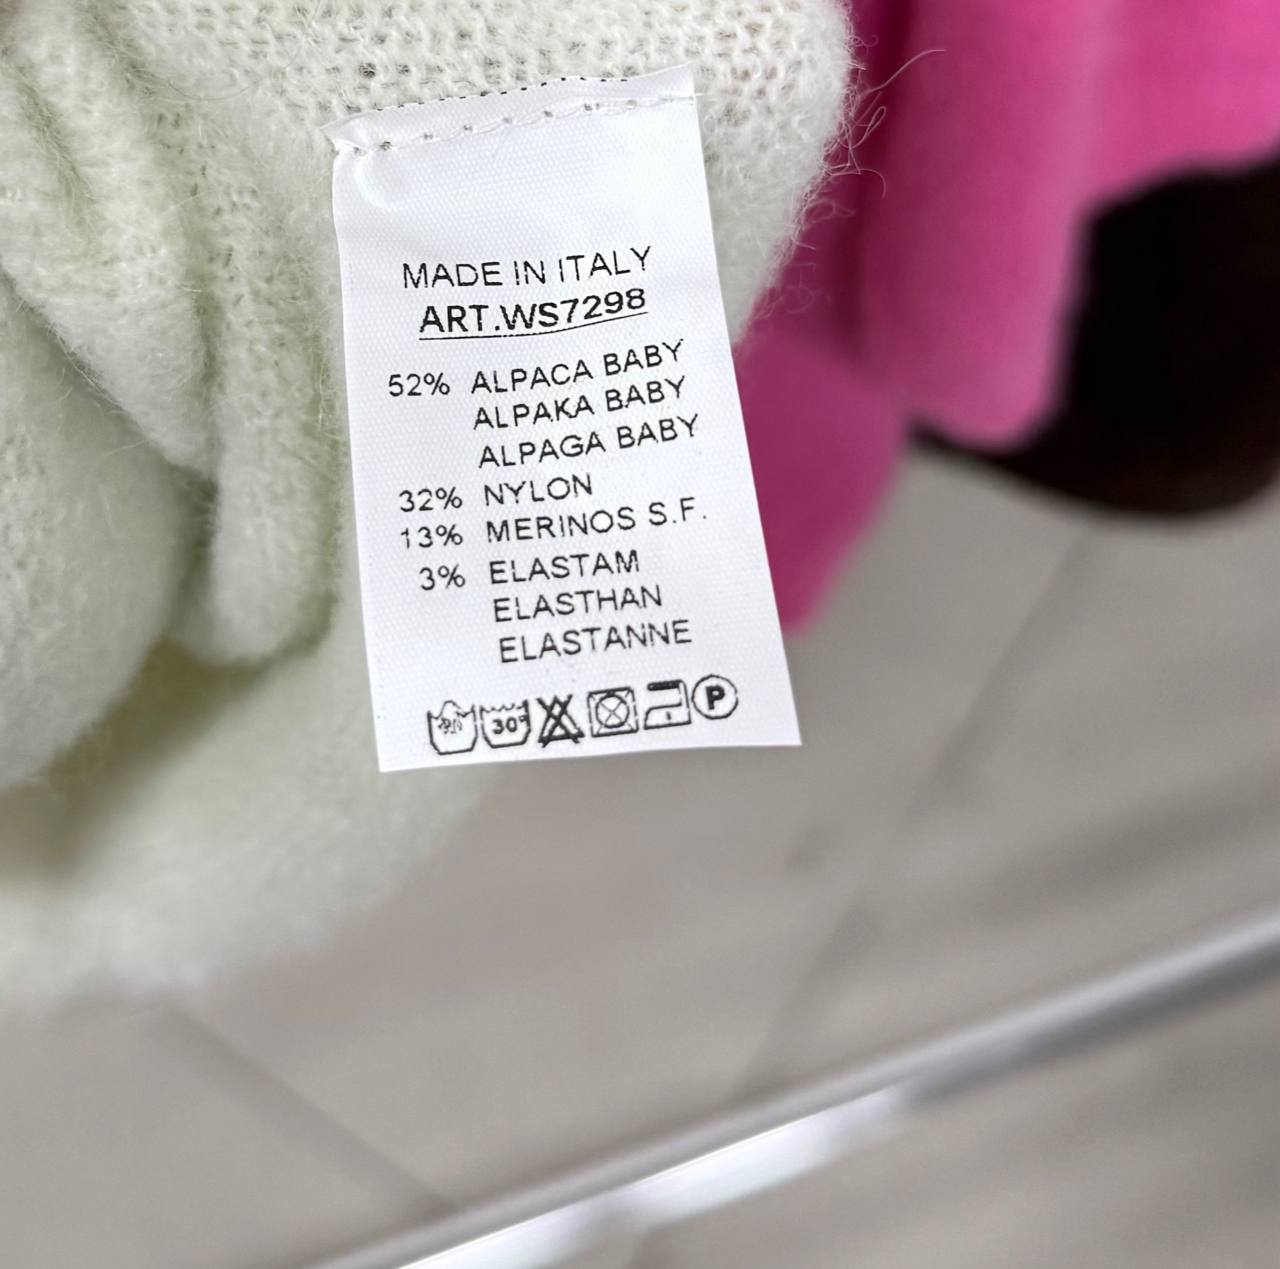 MADE IN ITALY
ART.WS7298
52% ALPACA BABY
ALPAKA BABY
ALPAGA BABY
32% NYLON
13% MERINOS S.F.
3% ELASTAM
ELASTHAN
ELASTANNE
30° P